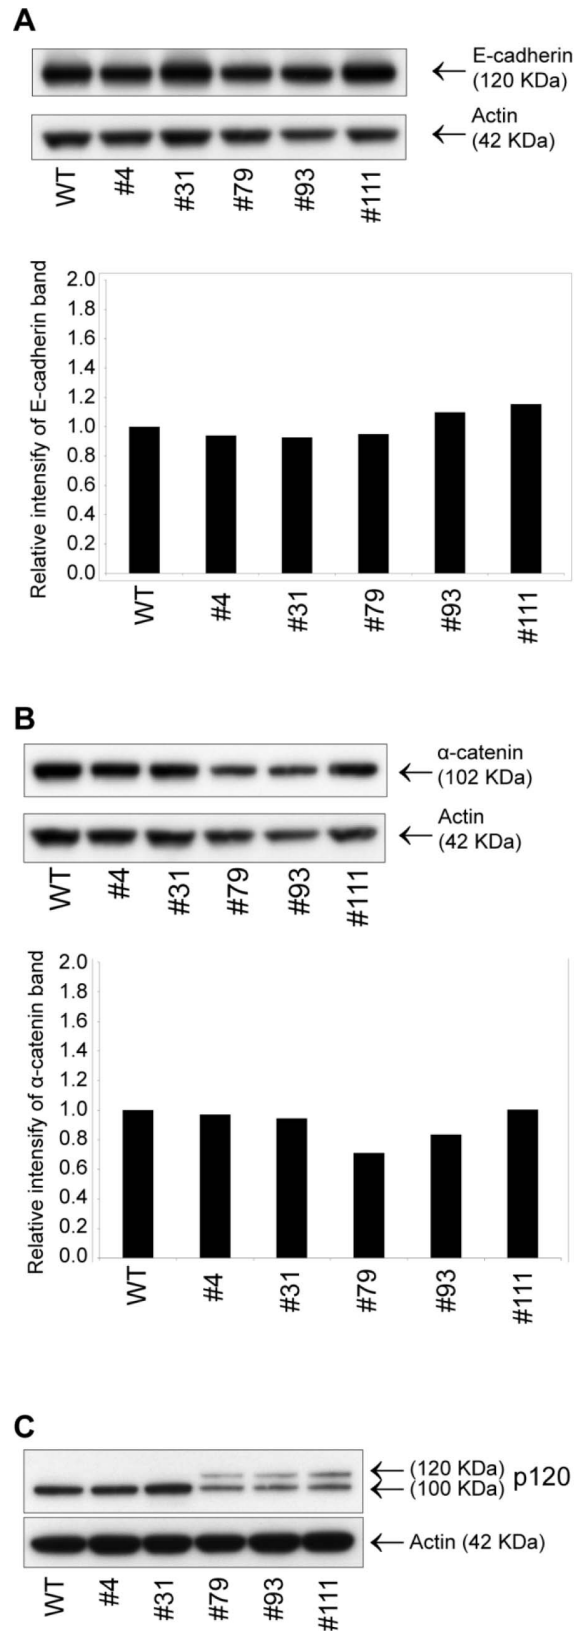 A
E-cadherin
(120 KDa)
Actin
(42 KDa)
WT #4 #31 #79 #93 #111
Relative intensify of E-cadherin band
2.0
1.8
1.6
1.4
1.2
1.0
0.8
0.6
0.4
0.2
0.0
WT #4 #31 #79 #93 #111
B
α-catenin
(102 KDa)
Actin
(42 KDa)
WT #4 #31 #79 #93 #111
Relative intensify of α-catenin band
2.0
1.8
1.6
1.4
1.2
1.0
0.8
0.6
0.4
0.2
0.0
WT #4 #31 #79 #93 #111
C
(120 KDa)
(100 KDa)
p120
Actin (42 KDa)
WT #4 #31 #79 #93 #111